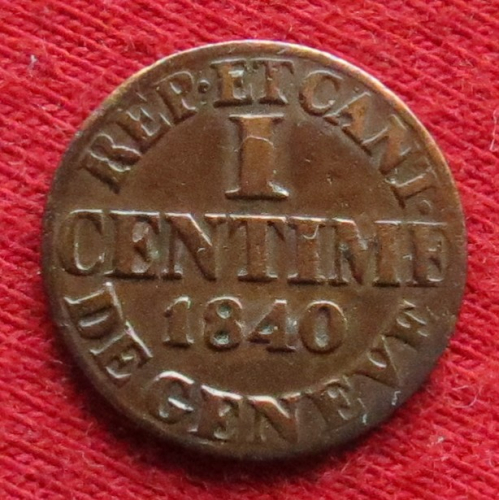 REP· ET CANT·
I
CENTIME
1840
DE GENEVE